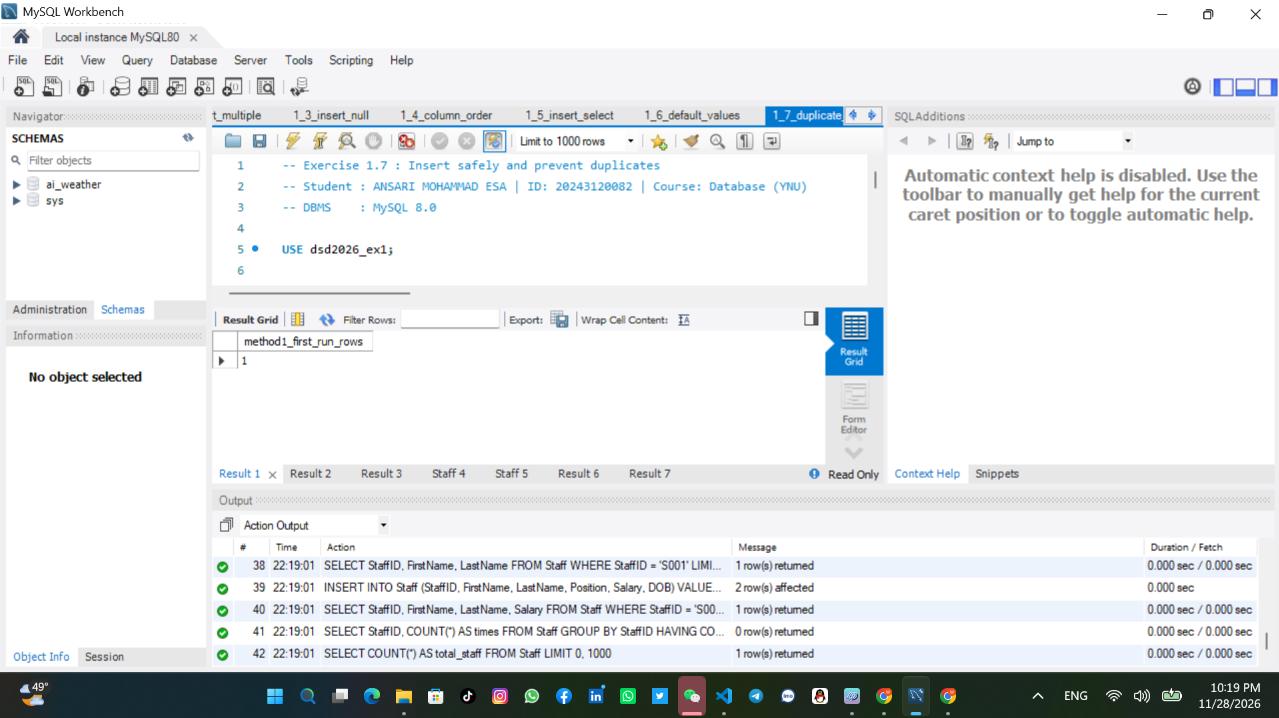 MySQL Workbench
Local instance MySQL80
File Edit View Query Database Server Tools Scripting Help
Navigator
SCHEMAS
Filter objects
ai_weather
sys
Administration Schemas
Information
No object selected
Object Info Session
t_multiple 1_3_insert_null 1_4_column_order 1_5_insert_select 1_6_default_values 1_7_duplicate
Limit to 1000 rows
1 -- Exercise 1.7 : Insert safely and prevent duplicates
2 -- Student : ANSARI MOHAMMAD ESA | ID: 20243120082 | Course: Database (YNU)
3 -- DBMS : MySQL 8.0
4
5 USE dsd2026_ex1;
6
Result Grid Filter Rows: Export: Wrap Cell Content:
method1_first_run_rows
1
Result Grid
Form Editor
Result 1 Result 2 Result 3 Staff 4 Staff 5 Result 6 Result 7 Read Only
SQLAdditions
Jump to
Automatic context help is disabled. Use the
toolbar to manually get help for the current
caret position or to toggle automatic help.
Context Help Snippets
Output
Action Output
# Time Action Message Duration / Fetch
38 22:19:01 SELECT StaffID, FirstName, LastName FROM Staff WHERE StaffID = 'S001' LIMI... 1 row(s) returned 0.000 sec / 0.000 sec
39 22:19:01 INSERT INTO Staff (StaffID, FirstName, LastName, Position, Salary, DOB) VALUE... 2 row(s) affected 0.000 sec
40 22:19:01 SELECT StaffID, FirstName, LastName, Salary FROM Staff WHERE StaffID = 'S00... 1 row(s) returned 0.000 sec / 0.000 sec
41 22:19:01 SELECT StaffID, COUNT(*) AS times FROM Staff GROUP BY StaffID HAVING CO... 0 row(s) returned 0.000 sec / 0.000 sec
42 22:19:01 SELECT COUNT(*) AS total_staff FROM Staff LIMIT 0, 1000 1 row(s) returned 0.000 sec / 0.000 sec
49°
ENG
10:19 PM
11/28/2026